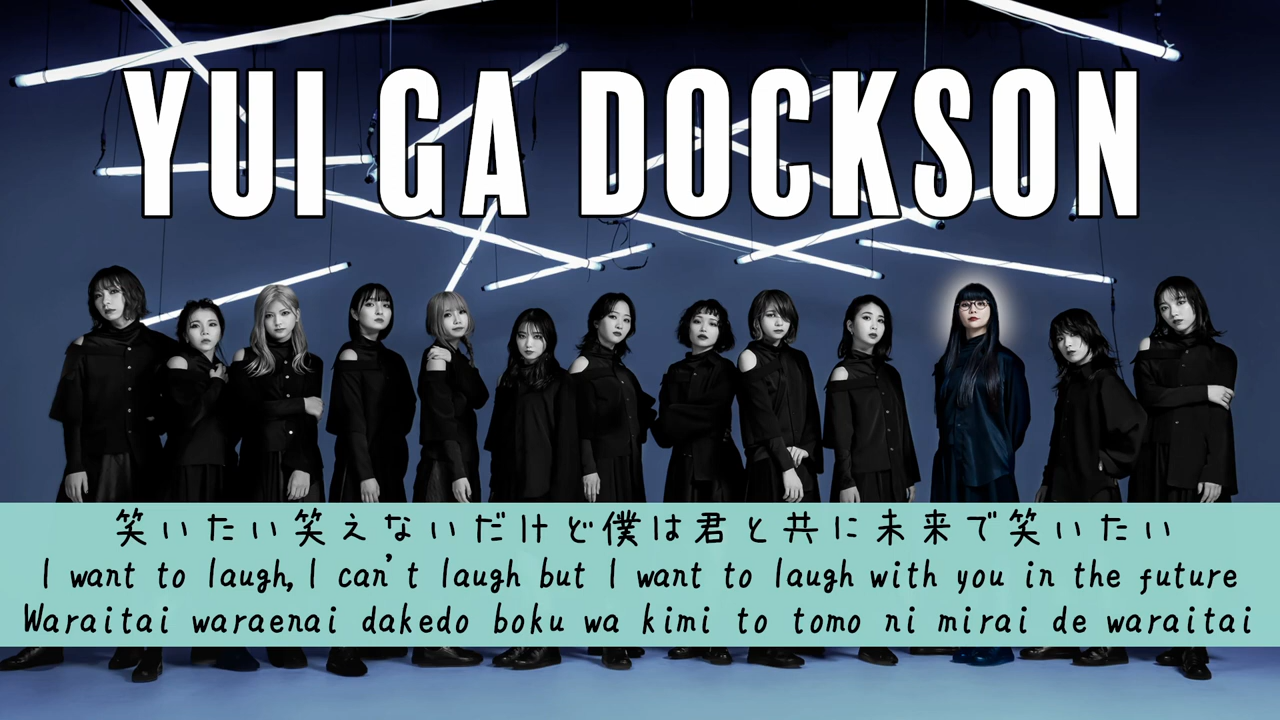 YUI GA DOCKSON
笑いたい笑えないだけど僕は君と共に未来で笑いたい
I want to laugh, I can't laugh but I want to laugh with you in the future
Waraitai waraenai dakedo boku wa kimi to tomo ni mirai de waraitai